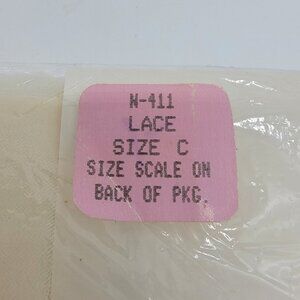 N-411
LACE
SIZE C
SIZE SCALE ON
BACK OF PKG.